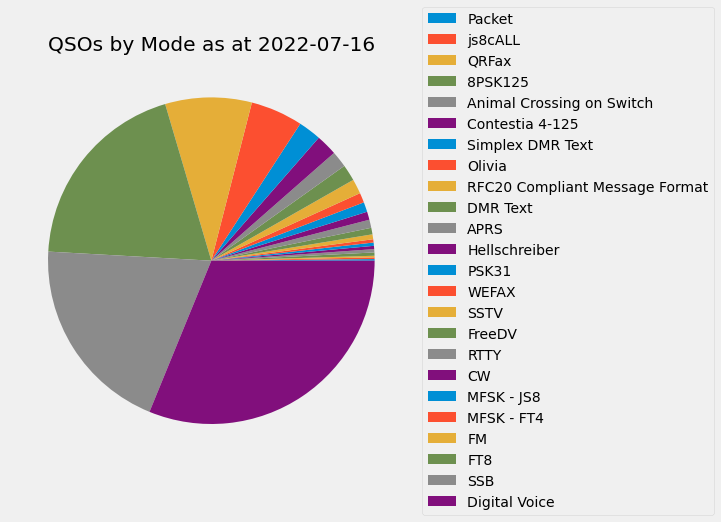 QSOs by Mode as at 2022-07-16
Packet
js8cALL
QRFax
8PSK125
Animal Crossing on Switch
Contestia 4-125
Simplex DMR Text
Olivia
RFC20 Compliant Message Format
DMR Text
APRS
Hellschreiber
PSK31
WEFAX
SSTV
FreeDV
RTTY
CW
MFSK - JS8
MFSK - FT4
FM
FT8
SSB
Digital Voice